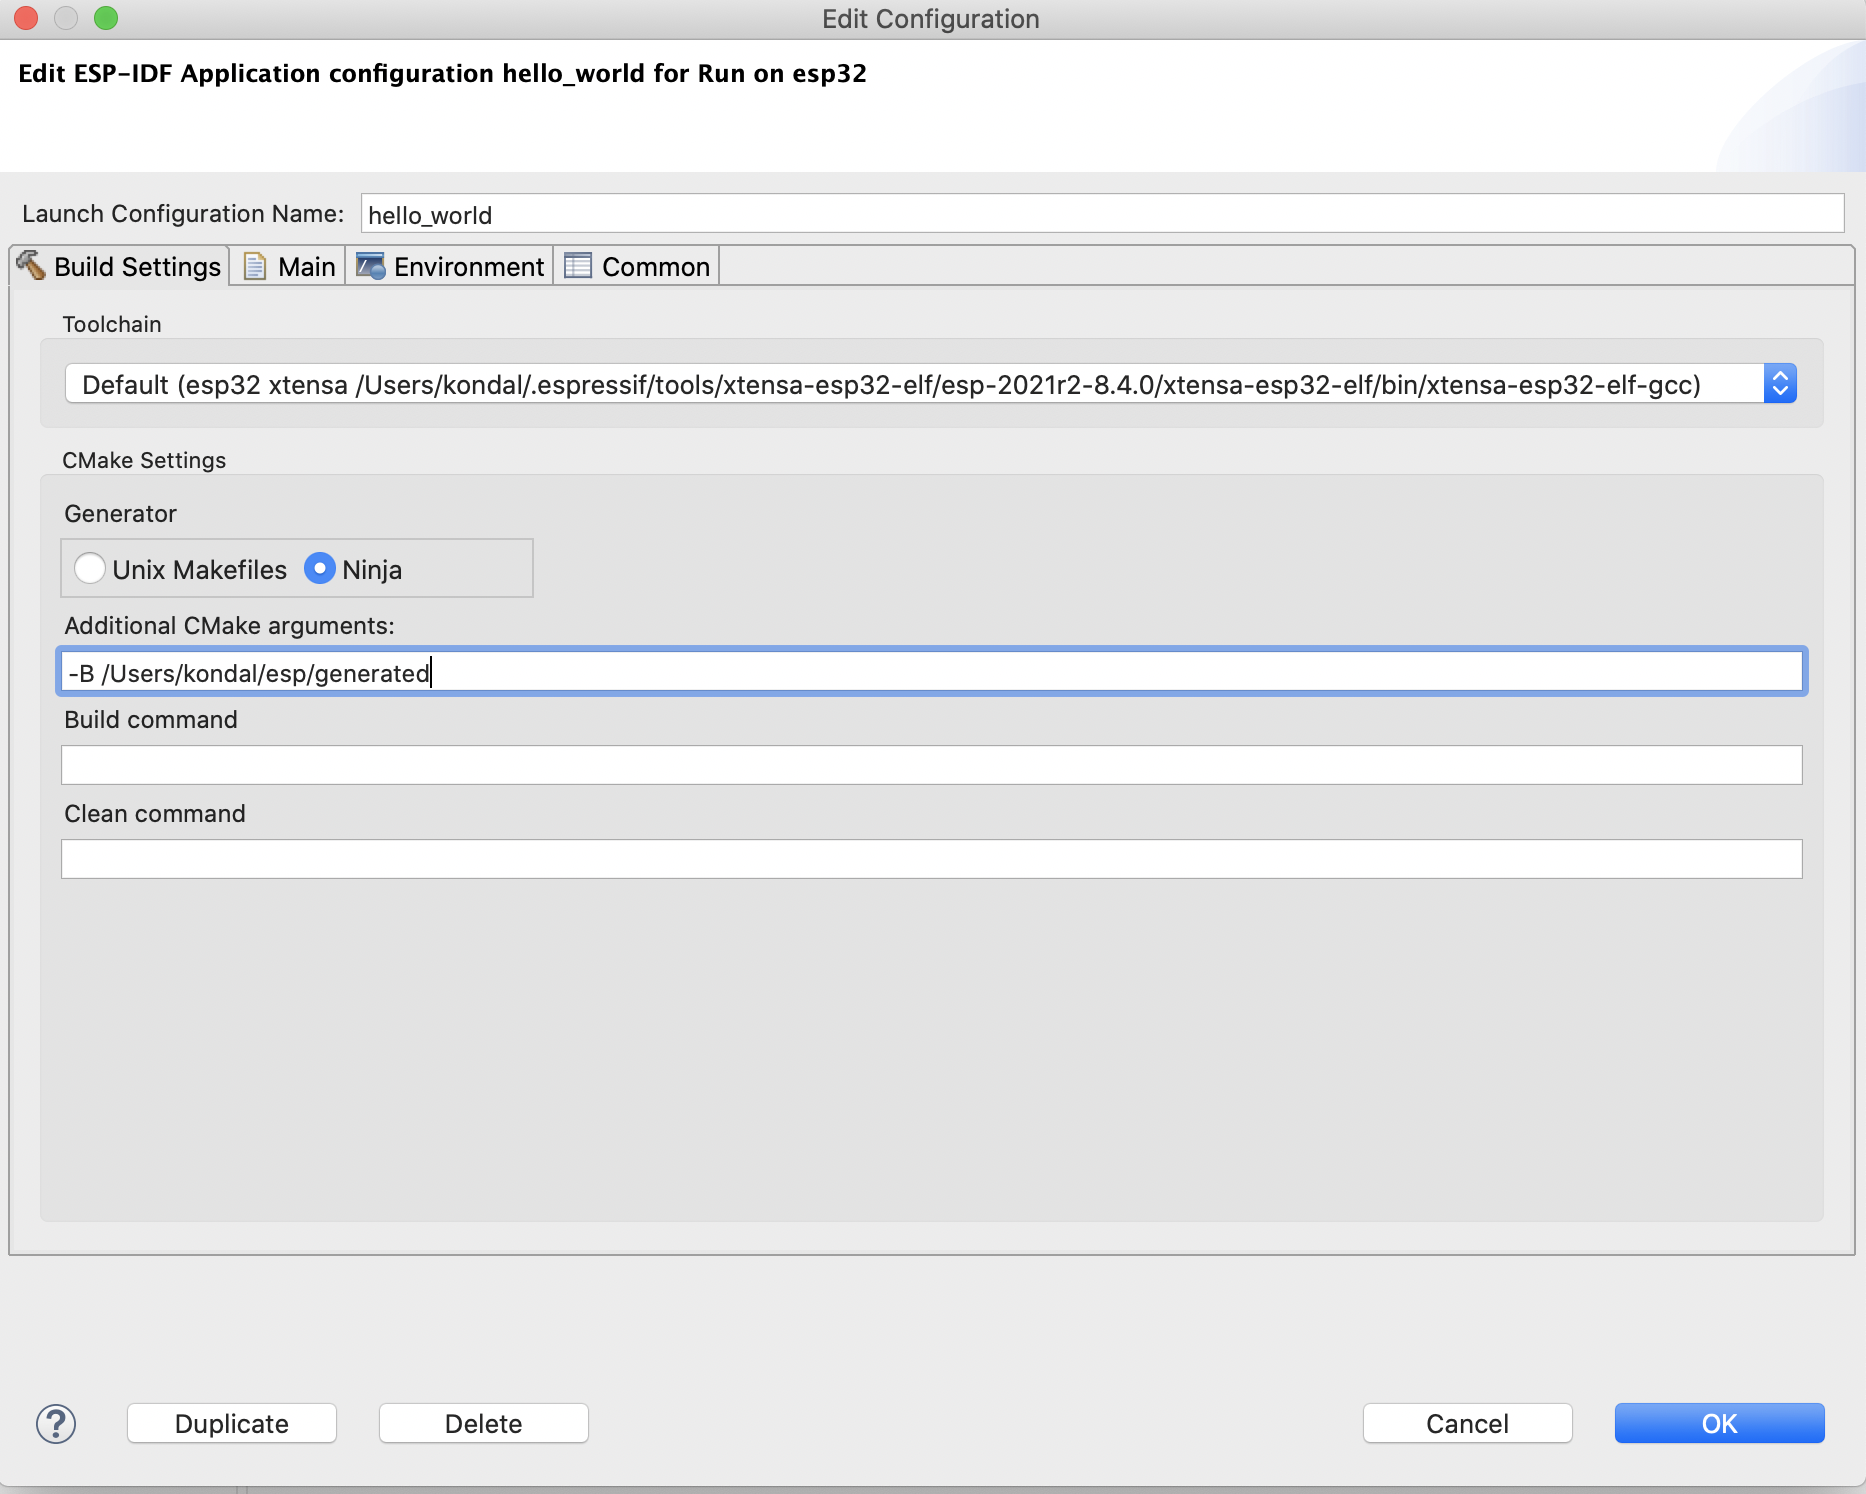 Edit Configuration
Edit ESP-IDF Application configuration hello_world for Run on esp32
Launch Configuration Name: hello_world
Build Settings Main Environment Common
Toolchain
Default (esp32 xtensa /Users/kondal/.espressif/tools/xtensa-esp32-elf/esp-2021r2-8.4.0/xtensa-esp32-elf/bin/xtensa-esp32-elf-gcc)
CMake Settings
Generator
Unix Makefiles Ninja
Additional CMake arguments:
-B /Users/kondal/esp/generated
Build command
Clean command
? Duplicate Delete Cancel OK